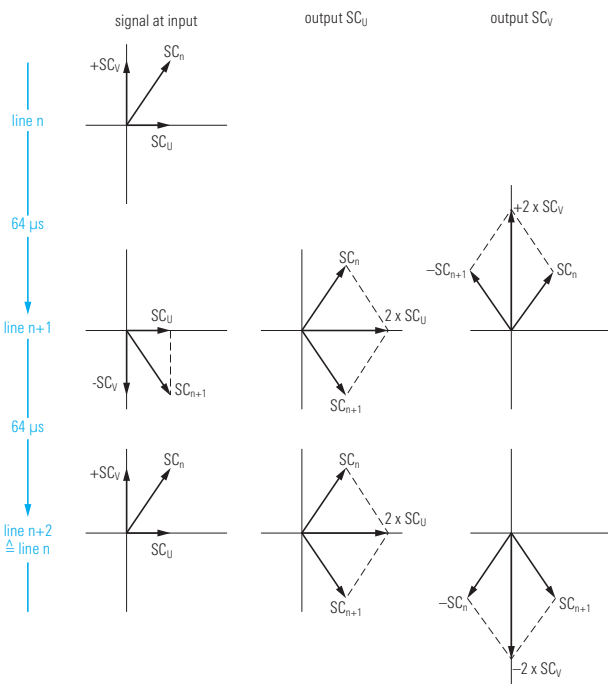 signal at input
output SCU
output SCV
+SCV
SCn
line n
SCU
64 µs
+2 x SCV
SCn
−SCn+1
SCn
SCU
2 x SCU
line n+1
-SCV
SCn+1
SCn+1
64 µs
+SCV
SCn
SCn
2 x SCU
line n+2
≙ line n
SCU
SCn+1
−SCn
SCn+1
−2 x SCV